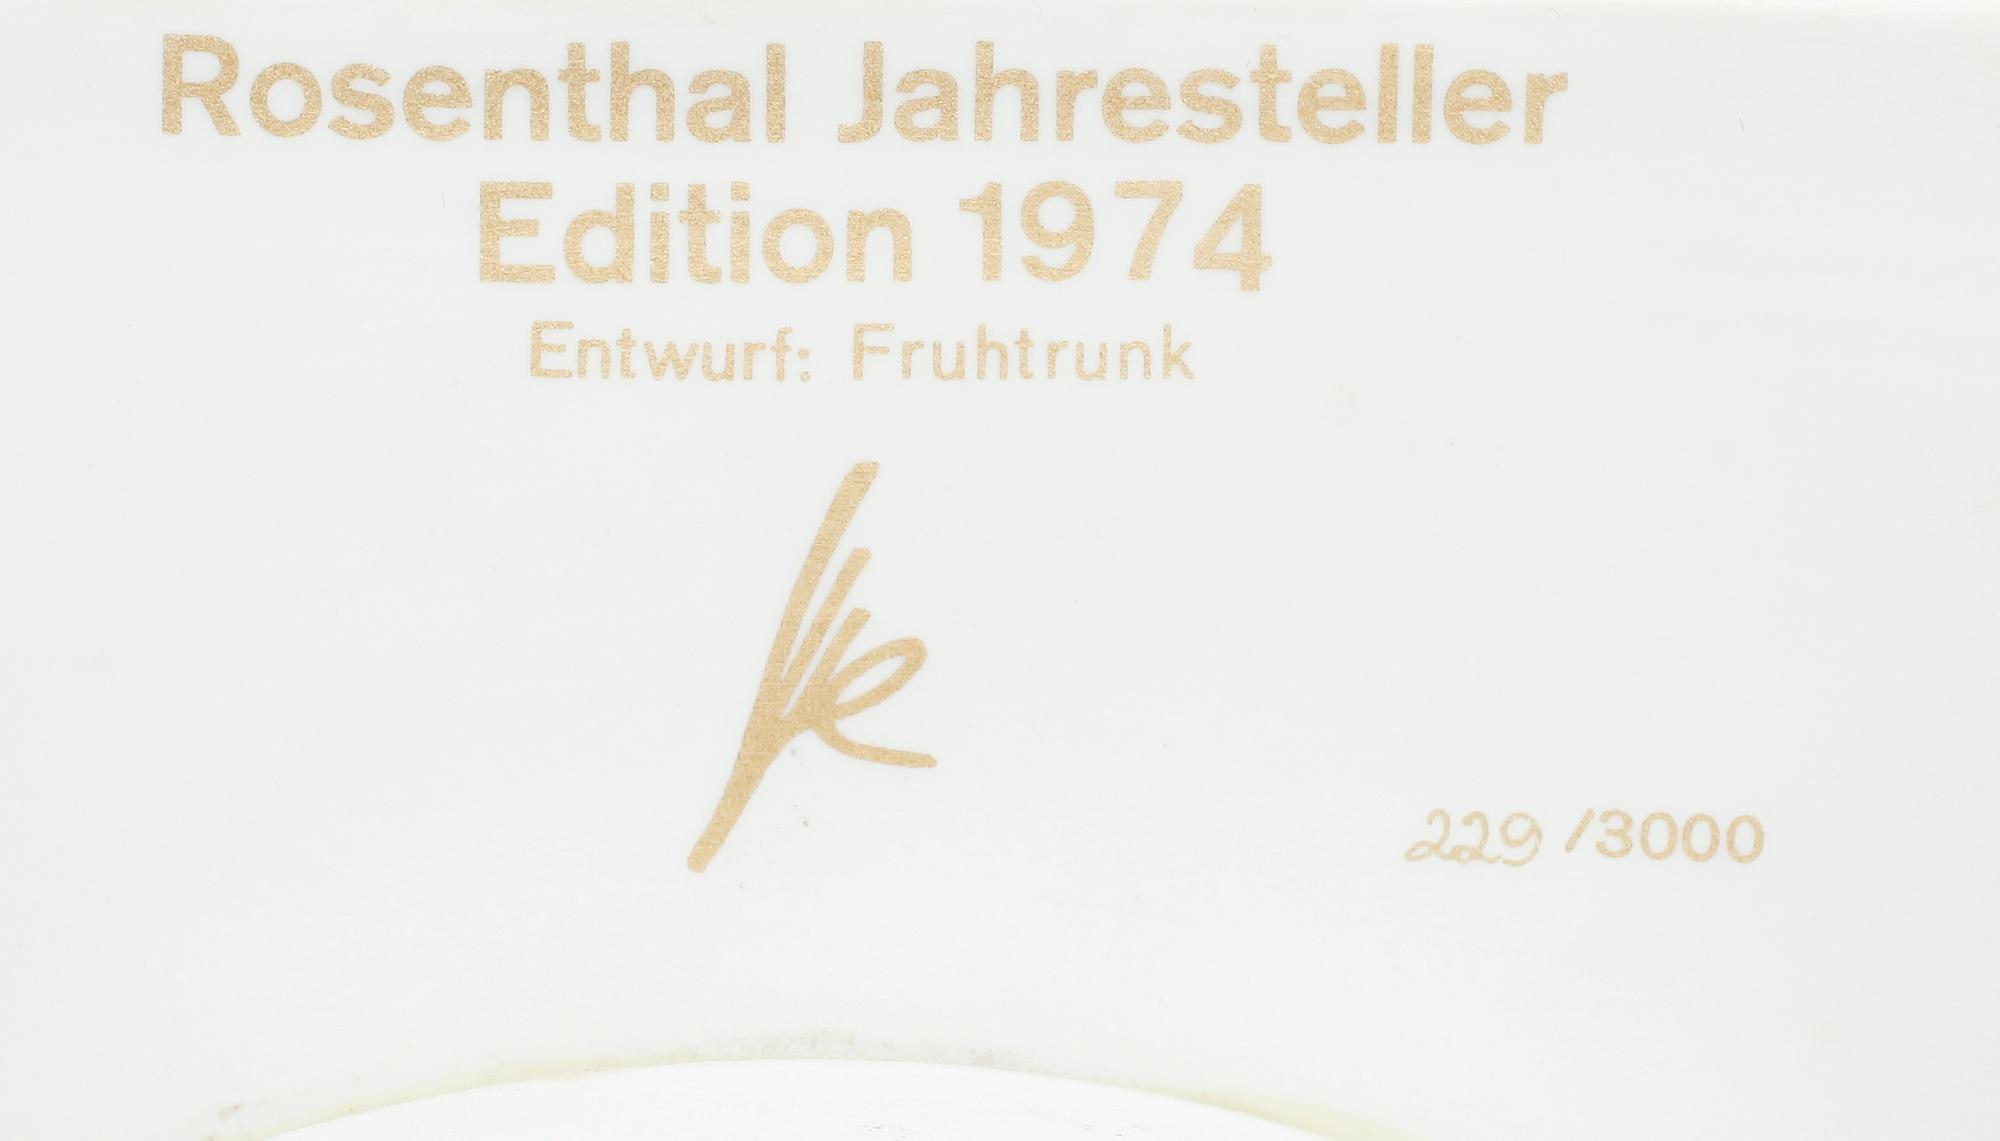 Rosenthal Jahresteller
Edition 1974
Entwurf: Fruhtrunk
229 /3000